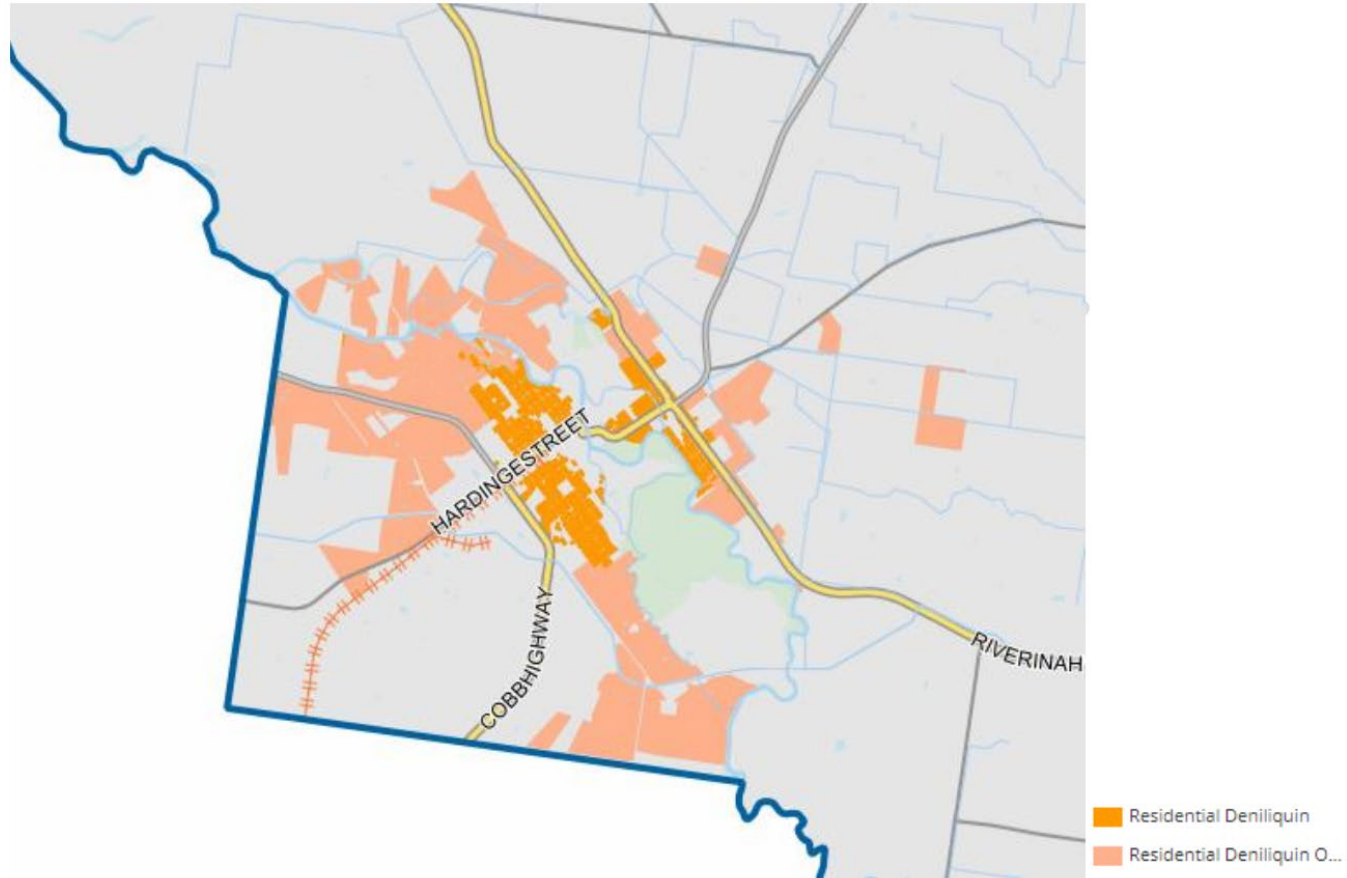 HARDINGESTREET
COBBHIGHWAY
RIVERINAH
Residential Deniliquin
Residential Deniliquin O...